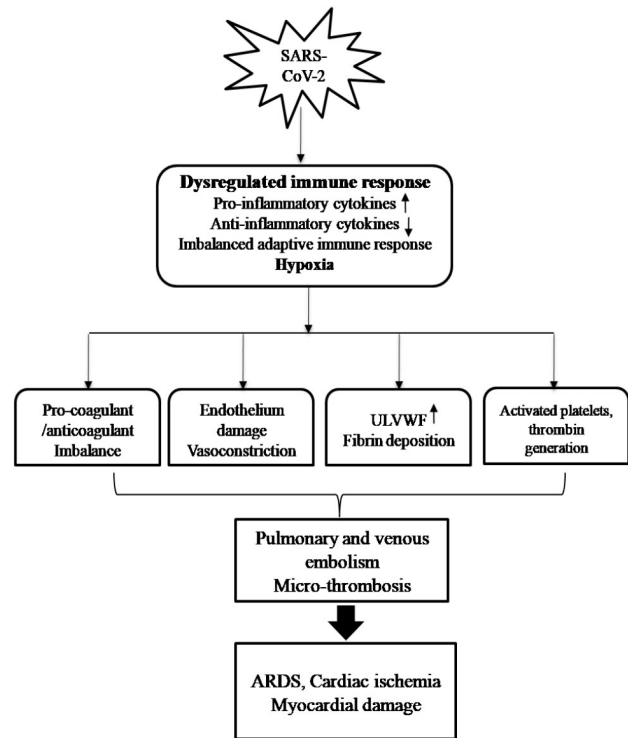 SARS-
CoV-2
Dysregulated immune response
Pro-inflammatory cytokines ↑
Anti-inflammatory cytokines ↓
Imbalanced adaptive immune response
Hypoxia
Pro-coagulant
/anticoagulant
Imbalance
Endothelium
damage
Vasoconstriction
ULVWF ↑
Fibrin deposition
Activated platelets,
thrombin
generation
Pulmonary and venous
embolism
Micro-thrombosis
ARDS, Cardiac ischemia
Myocardial damage